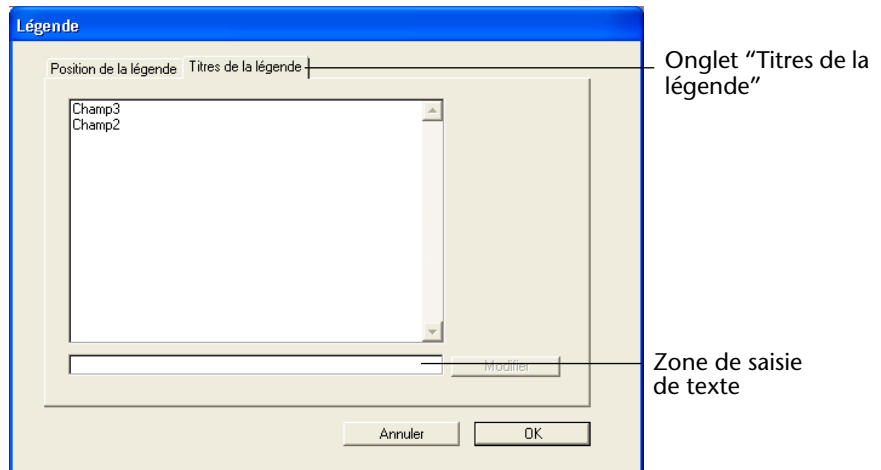 Légende
Position de la légende
Titres de la légende
Onglet “Titres de la
légende”
Champ3
Champ2
Modifier
Zone de saisie
de texte
Annuler
OK